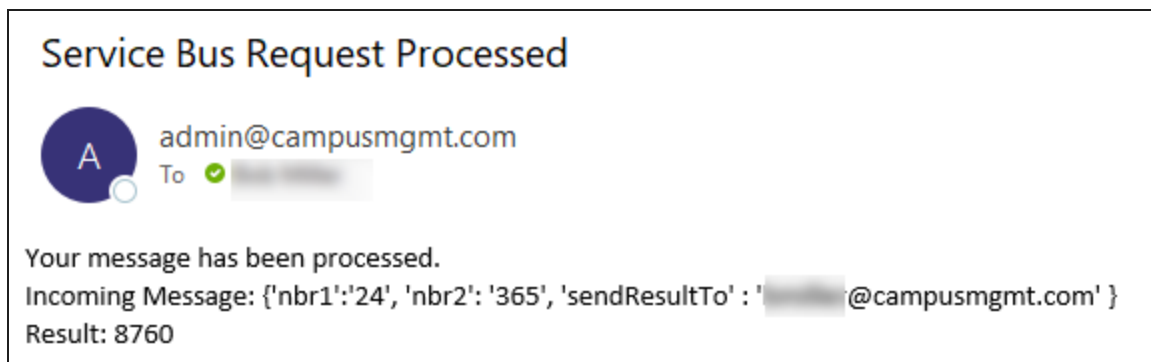 Service Bus Request Processed
A
admin@campusmgmt.com
To
Your message has been processed.
Incoming Message: {'nbr1':'24', 'nbr2': '365', 'sendResultTo' : ' @campusmgmt.com' }
Result: 8760